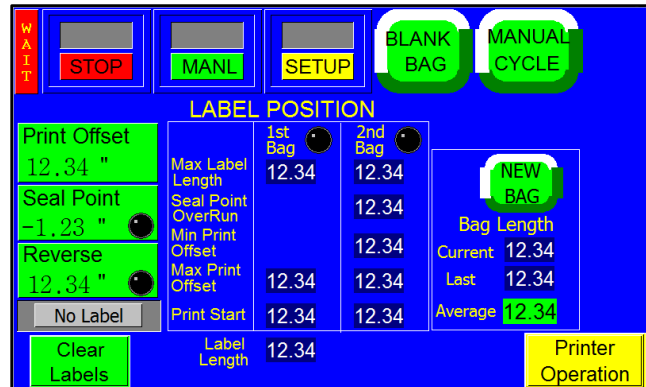 WAIT
STOP
MANL
SETUP
BLANK
BAG
MANUAL
CYCLE
LABEL POSITION
Print Offset
12.34 "
Seal Point
-1.23 "
Reverse
12.34 "
No Label
Clear
Labels
1st
Bag
2nd
Bag
Max Label
Length
12.34
12.34
Seal Point
OverRun
12.34
Min Print
Offset
12.34
Max Print
Offset
12.34
12.34
Print Start
12.34
12.34
Label
Length
12.34
NEW
BAG
Bag Length
Current 12.34
Last 12.34
Average 12.34
Printer
Operation